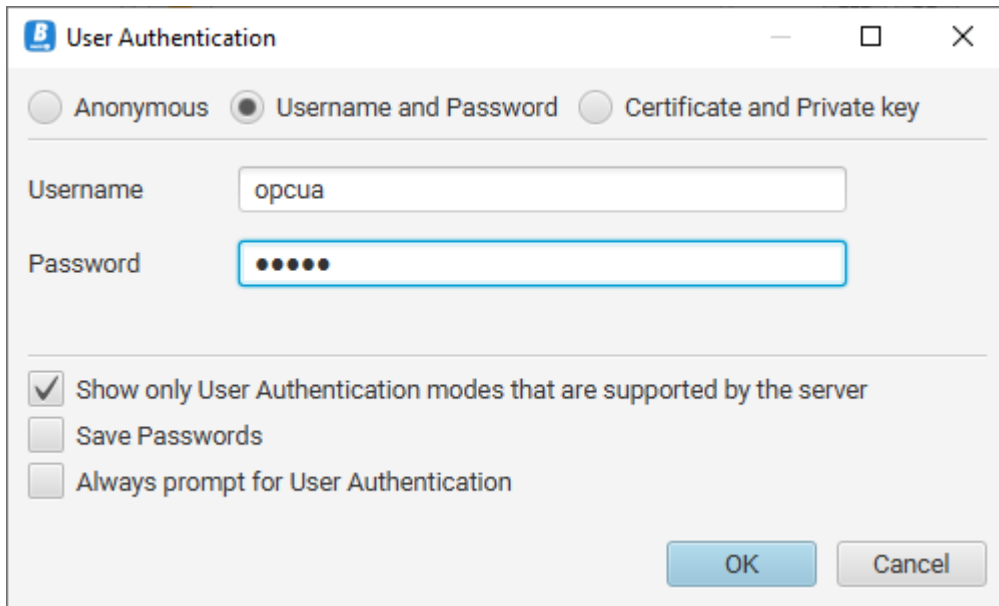 User Authentication
Anonymous Username and Password Certificate and Private key
Username opcua
Password •••••
Show only User Authentication modes that are supported by the server
Save Passwords
Always prompt for User Authentication
OK Cancel